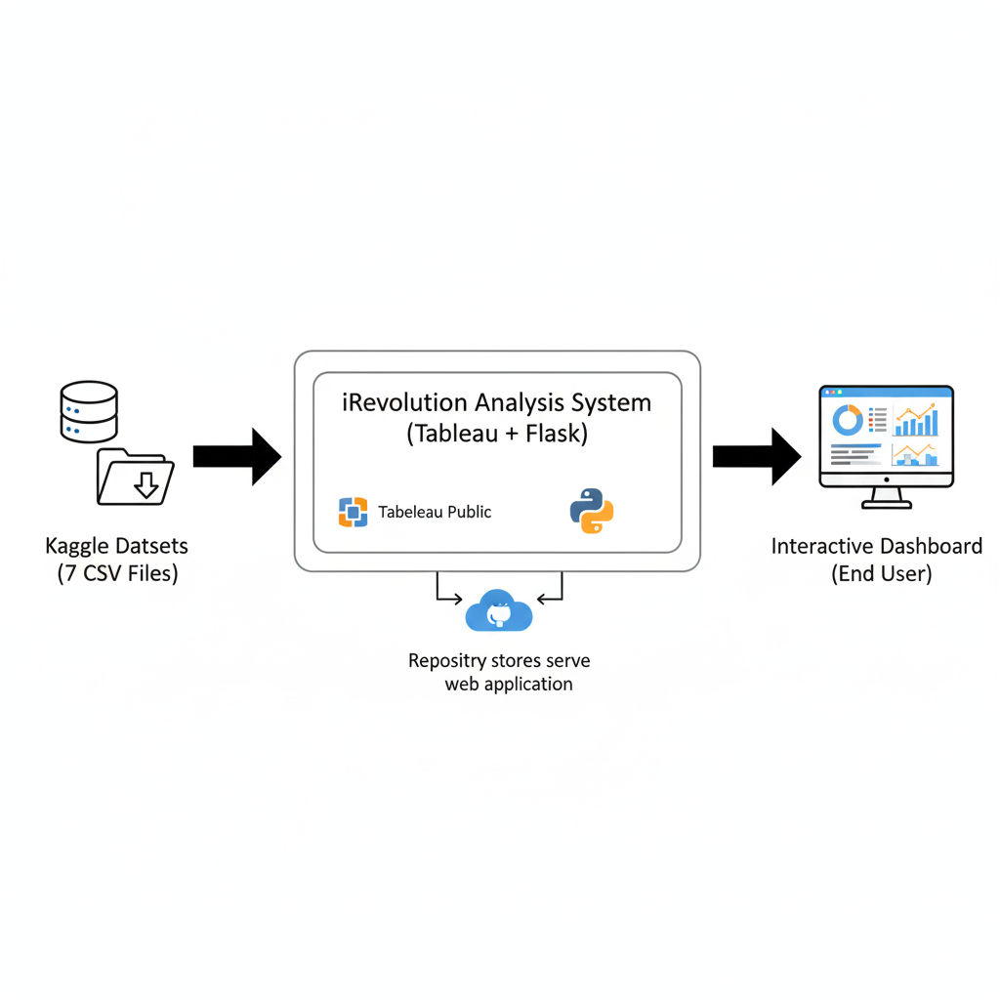 iRevolution Analysis System
(Tableau + Flask)
Tabeleau Public
Kaggle Datsets
(7 CSV Files)
Interactive Dashboard
(End User)
Repositry stores serve
web application